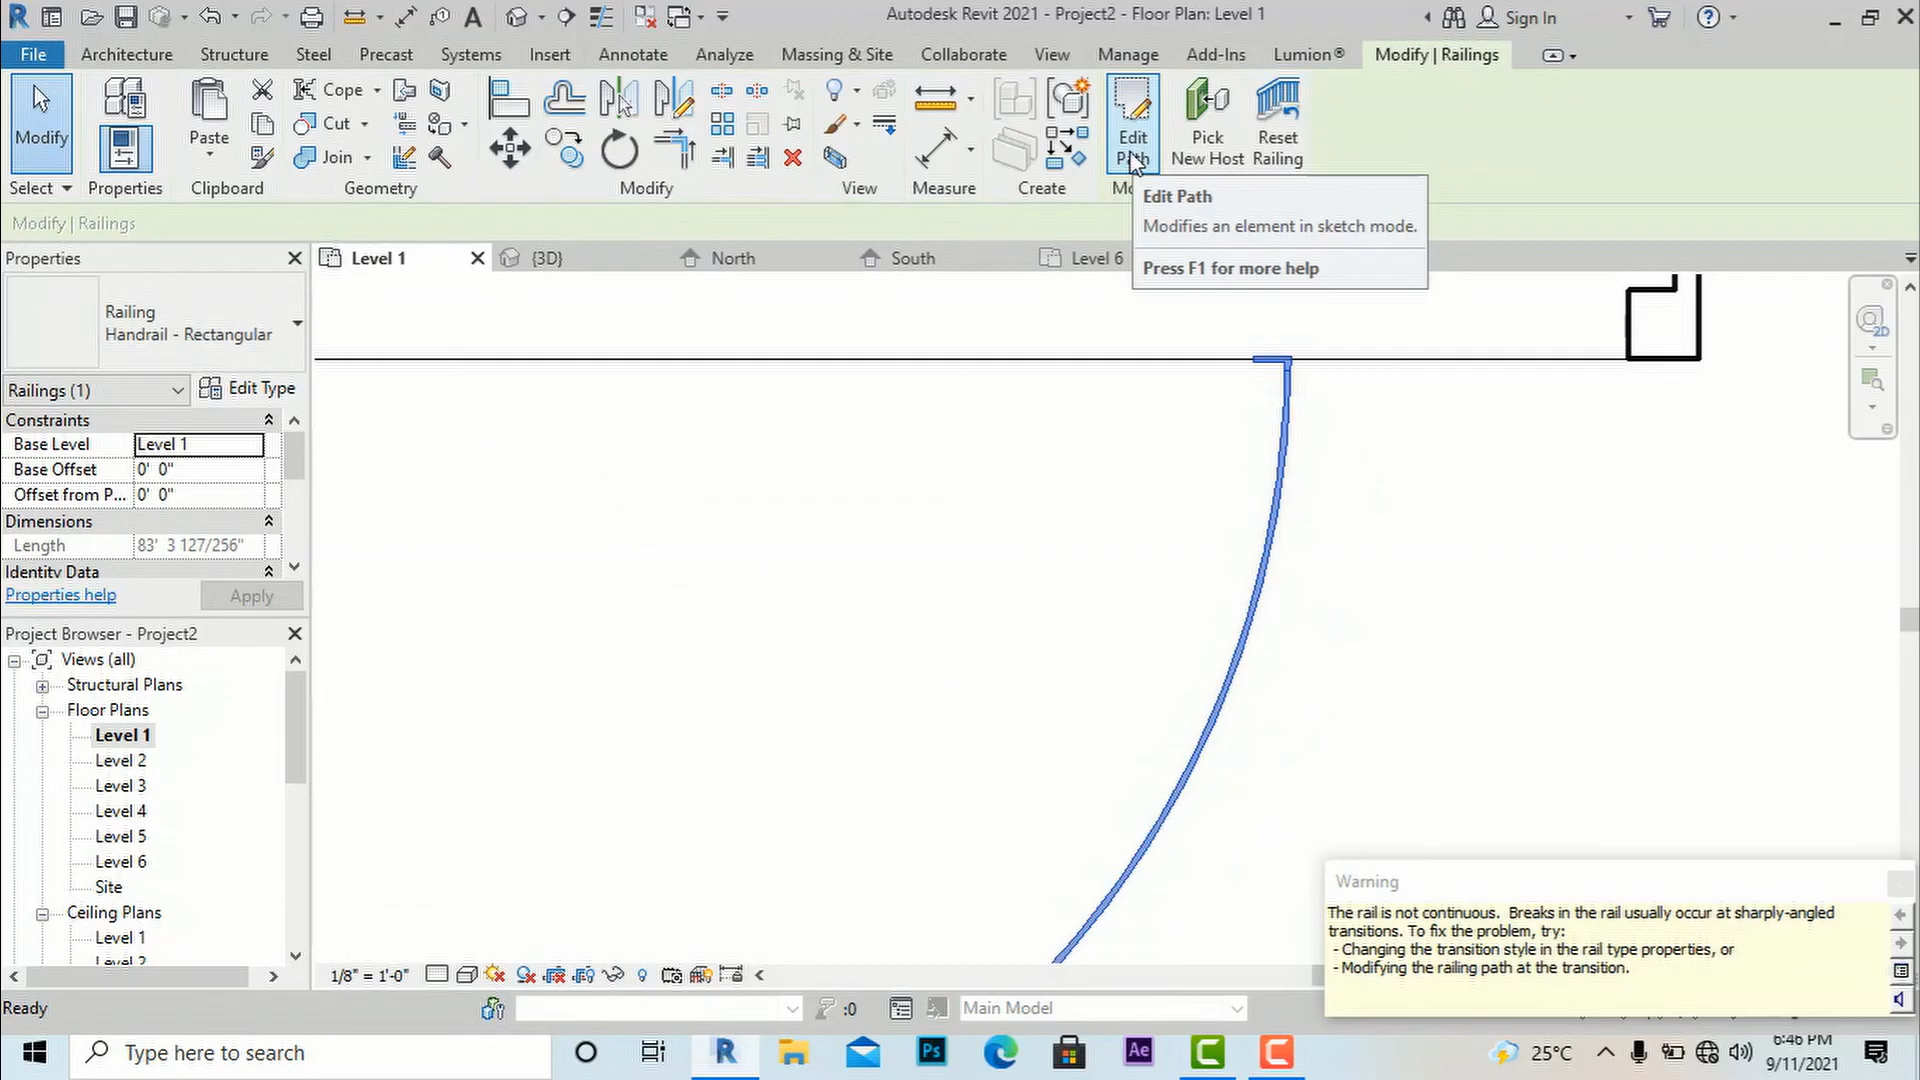 Autodesk Revit 2021 - Project2 - Floor Plan: Level 1
Sign In
File
Architecture
Structure
Steel
Precast
Systems
Insert
Annotate
Analyze
Massing & Site
Collaborate
View
Manage
Add-Ins
Lumion®
Modify | Railings
Modify
Paste
Cope
Cut
Join
Edit
Path
Pick
New Host
Reset
Railing
Select
Properties
Clipboard
Geometry
Modify
View
Measure
Create
Edit Path
Modifies an element in sketch mode.
Press F1 for more help
Modify | Railings
Properties
Level 1
{3D}
North
South
Level 6
Railing
Handrail - Rectangular
Railings (1)
Edit Type
Constraints
Base Level Level 1
Base Offset 0' 0"
Offset from P... 0' 0"
Dimensions
Length 83' 3 127/256"
Identity Data
Properties help
Apply
2D
Project Browser - Project2
Views (all)
Structural Plans
Floor Plans
Level 1
Level 2
Level 3
Level 4
Level 5
Level 6
Site
Ceiling Plans
Level 1
Level 2
1/8" = 1'-0"
Warning
The rail is not continuous. Breaks in the rail usually occur at sharply-angled
transitions. To fix the problem, try:
- Changing the transition style in the rail type properties, or
- Modifying the railing path at the transition.
Ready
:0
Main Model
Type here to search
R
Ps
Ae
25°C
6:46 PM
9/11/2021